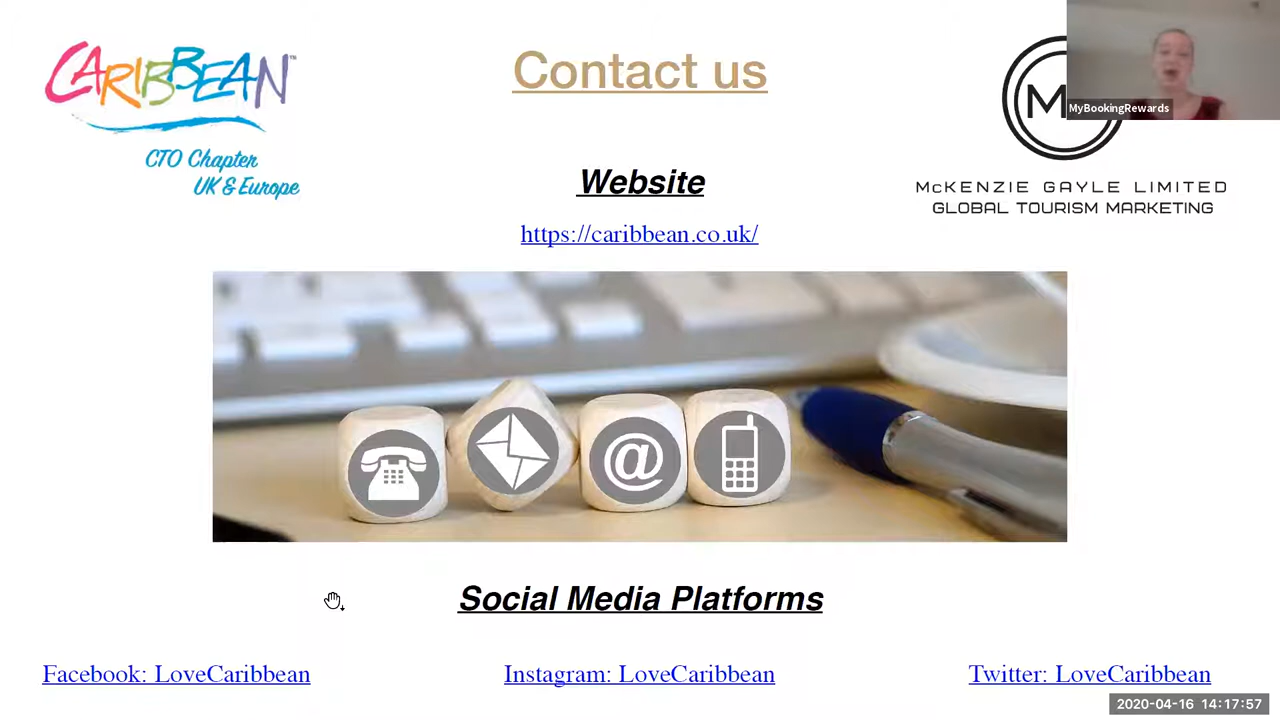 CARIBBEAN™
CTO Chapter
UK & Europe
Contact us
M
MyBookingRewards
McKENZIE GAYLE LIMITED
GLOBAL TOURISM MARKETING
Website
https://caribbean.co.uk/
@
Social Media Platforms
Facebook: LoveCaribbean
Instagram: LoveCaribbean
Twitter: LoveCaribbean
2020-04-16 14:17:57